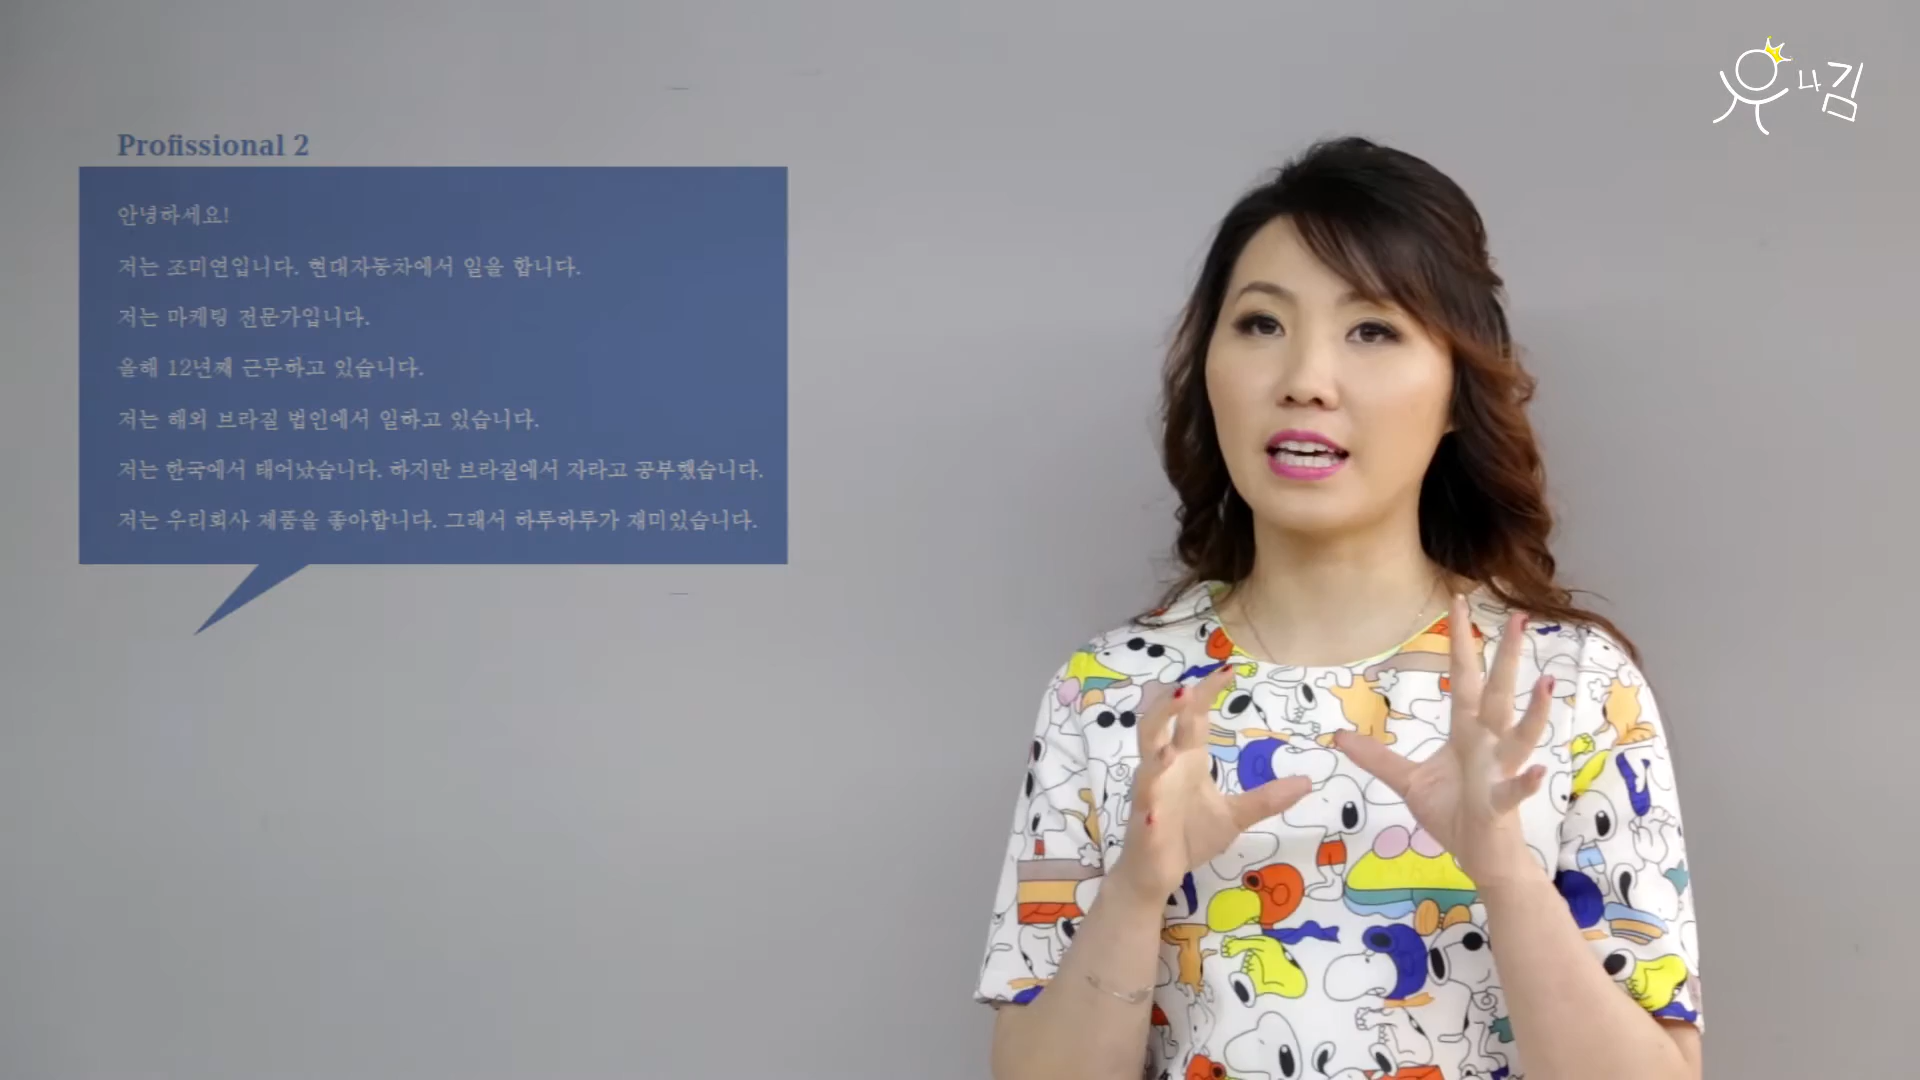 유나김
Profissional 2
안녕하세요!
저는 조미연입니다. 현대자동차에서 일을 합니다.
저는 마케팅 전문가입니다.
올해 12년째 근무하고 있습니다.
저는 해외 브라질 법인에서 일하고 있습니다.
저는 한국에서 태어났습니다. 하지만 브라질에서 자라고 공부했습니다.
저는 우리회사 제품을 좋아합니다. 그래서 하루하루가 재미있습니다.